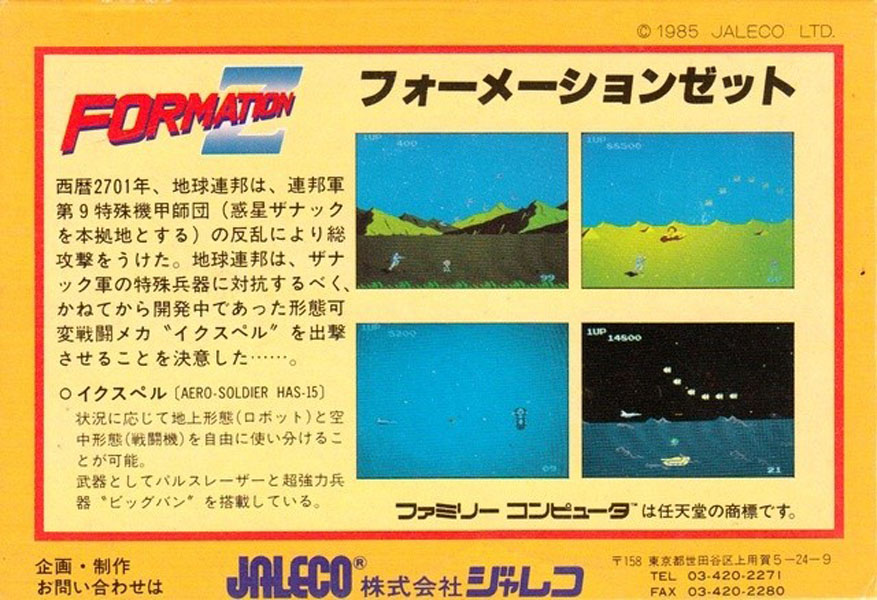 © 1985 JALECO LTD.
FORMATION Z
フォーメーションゼット
西暦2701年、地球連邦は、連邦軍
第9特殊機甲師団（惑星ザナック
を本拠地とする）の反乱により総
攻撃をうけた。地球連邦は、ザナ
ック軍の特殊兵器に対抗するべく、
かねてから開発中であった形態可
変戦闘メカ〝イクスペル〟を出撃
させることを決意した……。
○イクスペル〔AERO-SOLDIER HAS-15〕
状況に応じて地上形態(ロボット)と空
中形態(戦闘機)を自由に使い分けるこ
とが可能。
武器としてパルスレーザーと超強力兵
器〝ビッグバン〟を搭載している。
1UP
400
99
1UP
88500
60
1UP
5200
09
1UP
14800
21
ファミリー コンピュータ™は任天堂の商標です。
企画・制作
お問い合わせは
JALECO® 株式会社ジャレコ
〒158 東京都世田谷区上用賀5-24-9
TEL 03-420-2271
FAX 03-420-2280